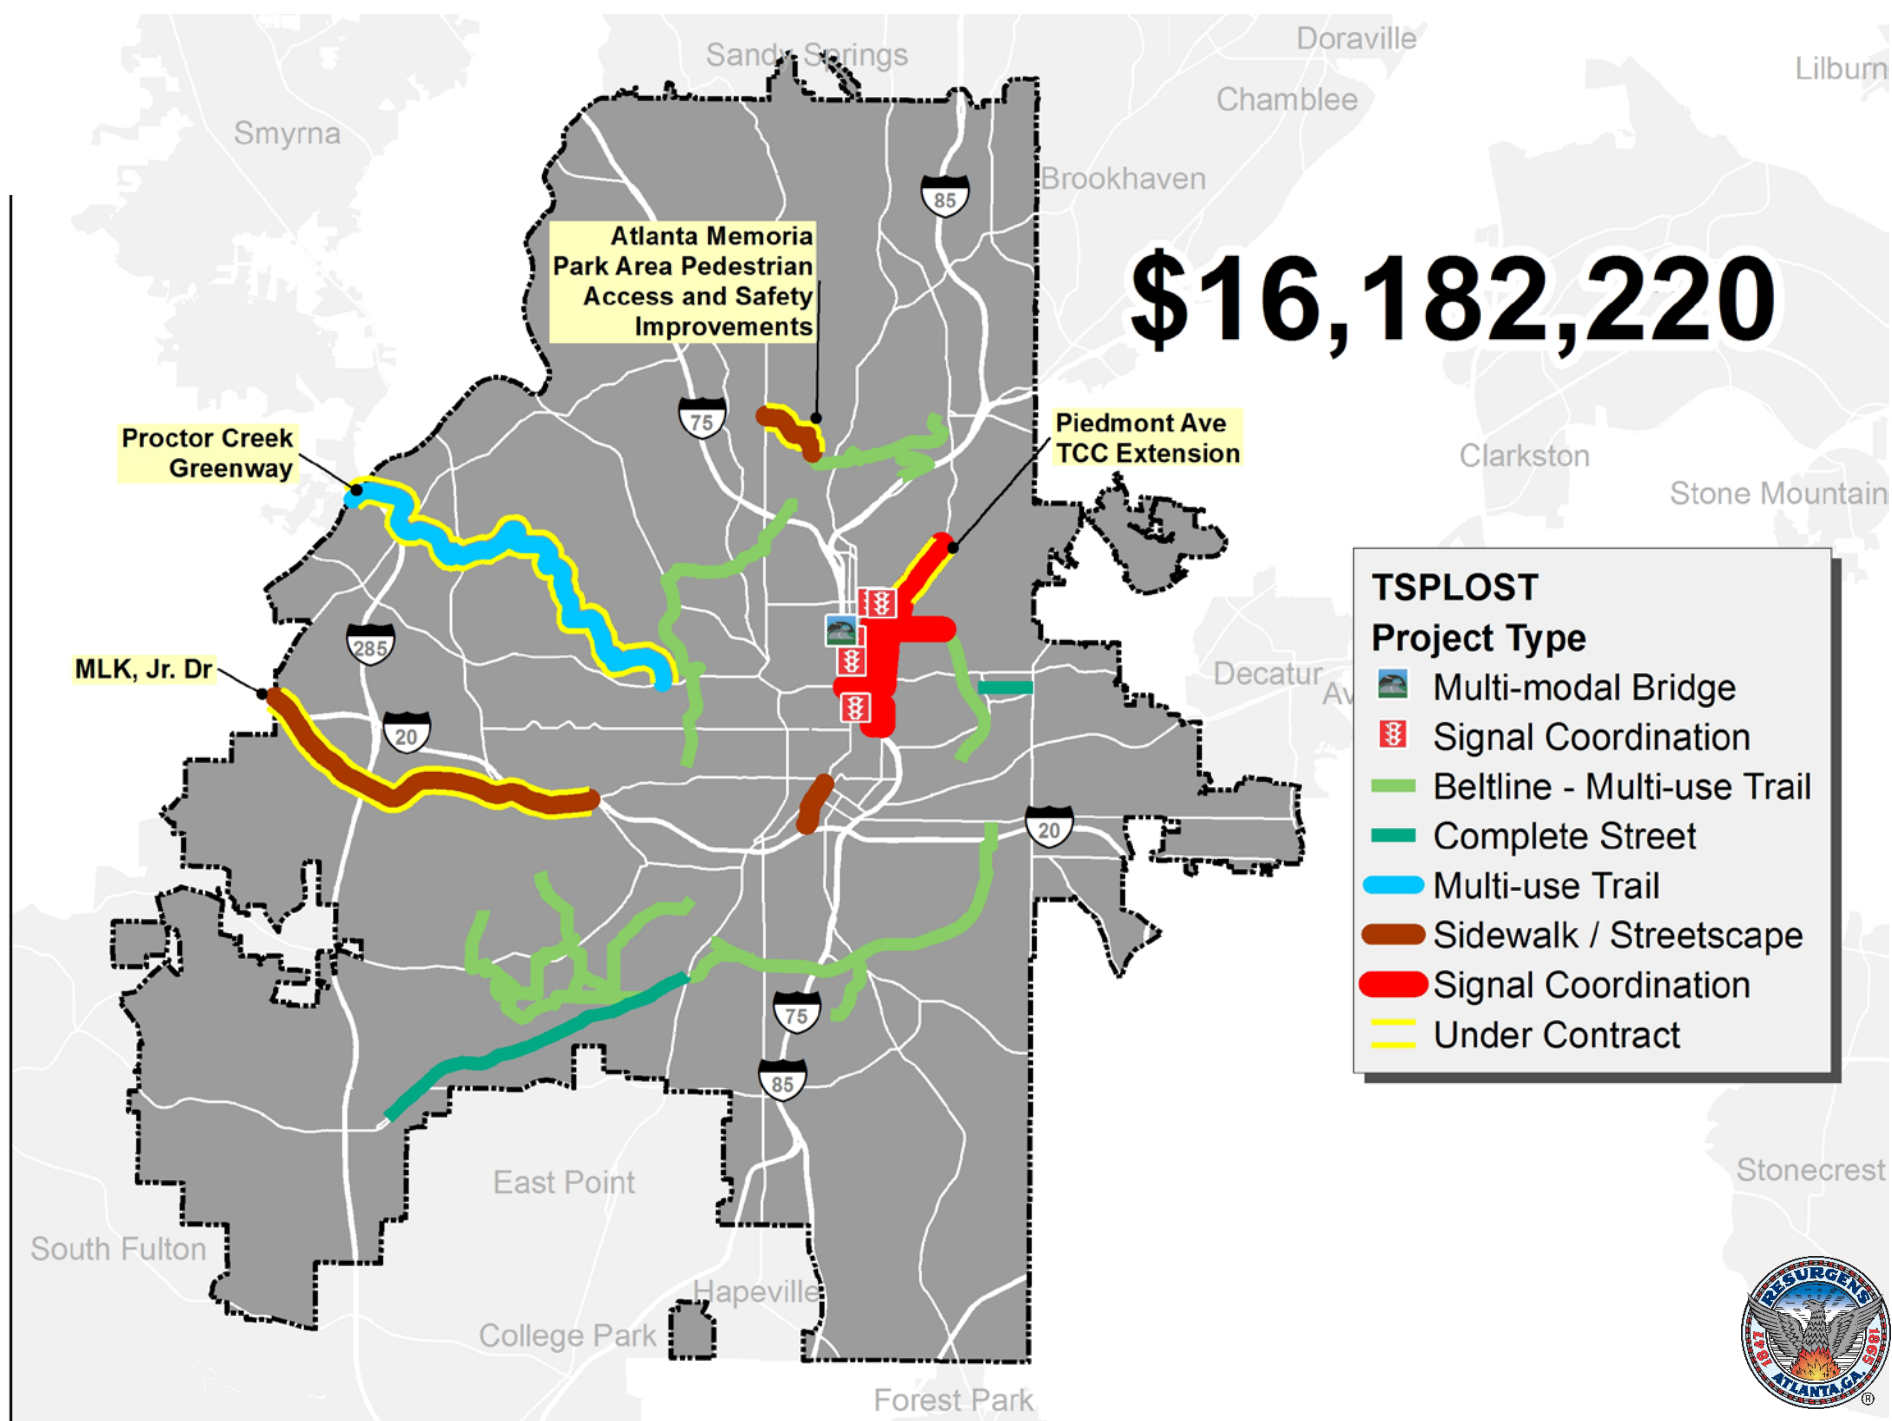 Sandy Springs
Doraville
Lilburn
Chamblee
Smyrna
Brookhaven
85
Atlanta Memoria
Park Area Pedestrian
Access and Safety
Improvements
$16,182,220
75
Proctor Creek
Greenway
Piedmont Ave
TCC Extension
Clarkston
Stone Mountain
285
MLK, Jr. Dr
20
Decatur
Av
TSPLOST
Project Type
Multi-modal Bridge
Signal Coordination
Beltline - Multi-use Trail
Complete Street
Multi-use Trail
Sidewalk / Streetscape
Signal Coordination
Under Contract
20
75
85
East Point
Stonecrest
South Fulton
Hapeville
College Park
Forest Park
RESURGENS
1847
1865
ATLANTA, GA.
®